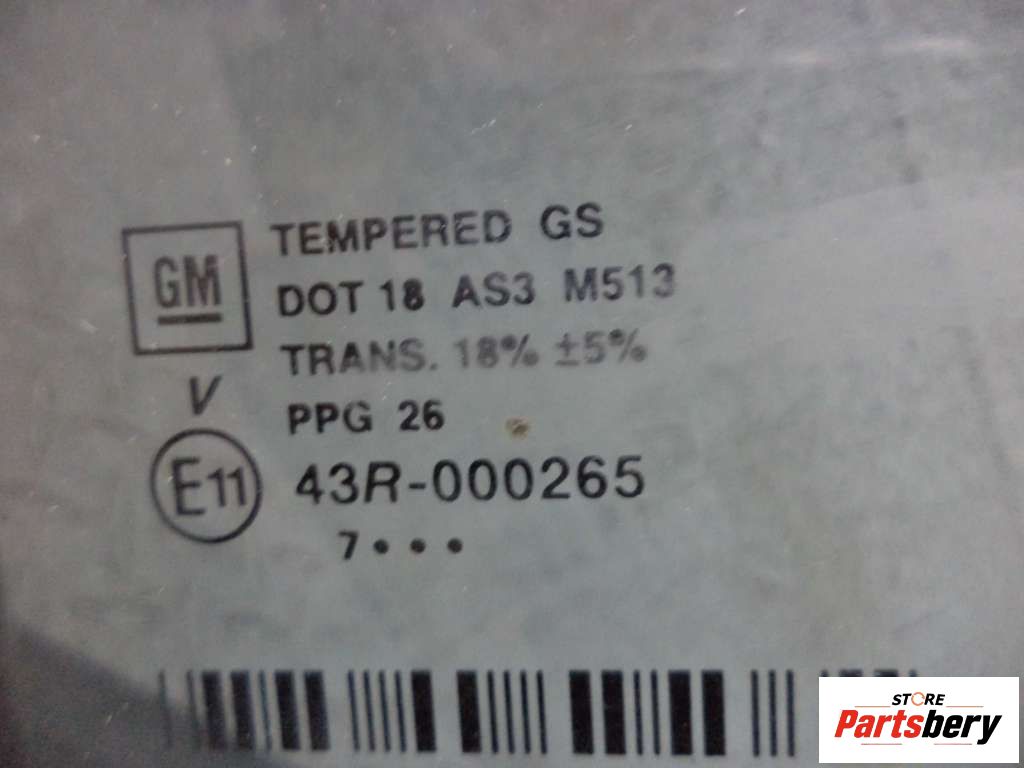 GM
TEMPERED GS
DOT 18 AS3 M513
TRANS. 18% ±5%
V
PPG 26
E11
43R-000265
7•••
STORE
Partsbery